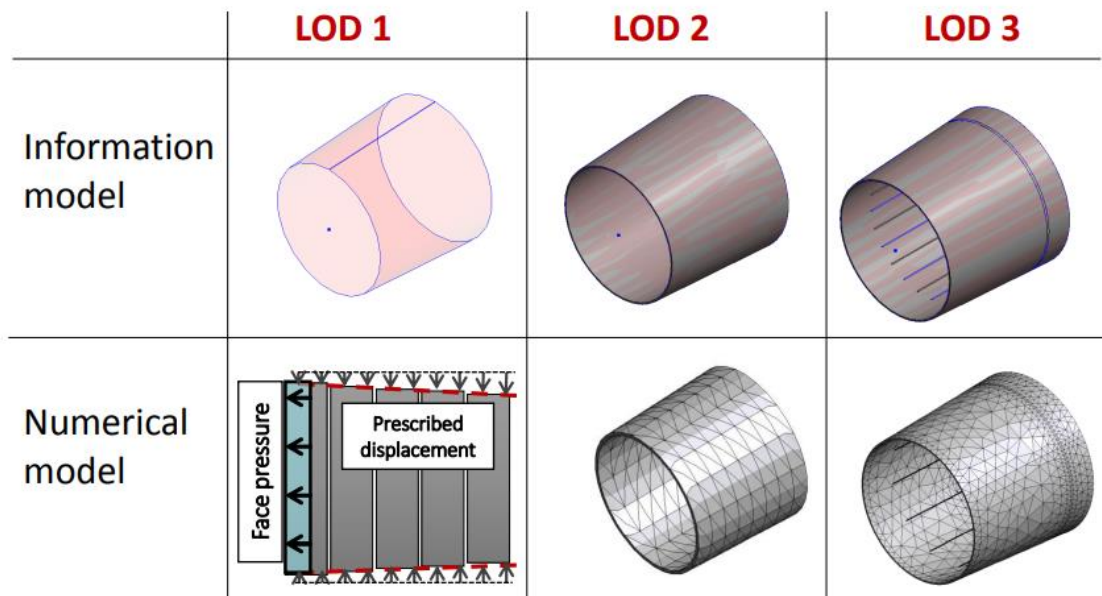 LOD 1
LOD 2
LOD 3
Information
model
Numerical
model
Face pressure
Prescribed
displacement